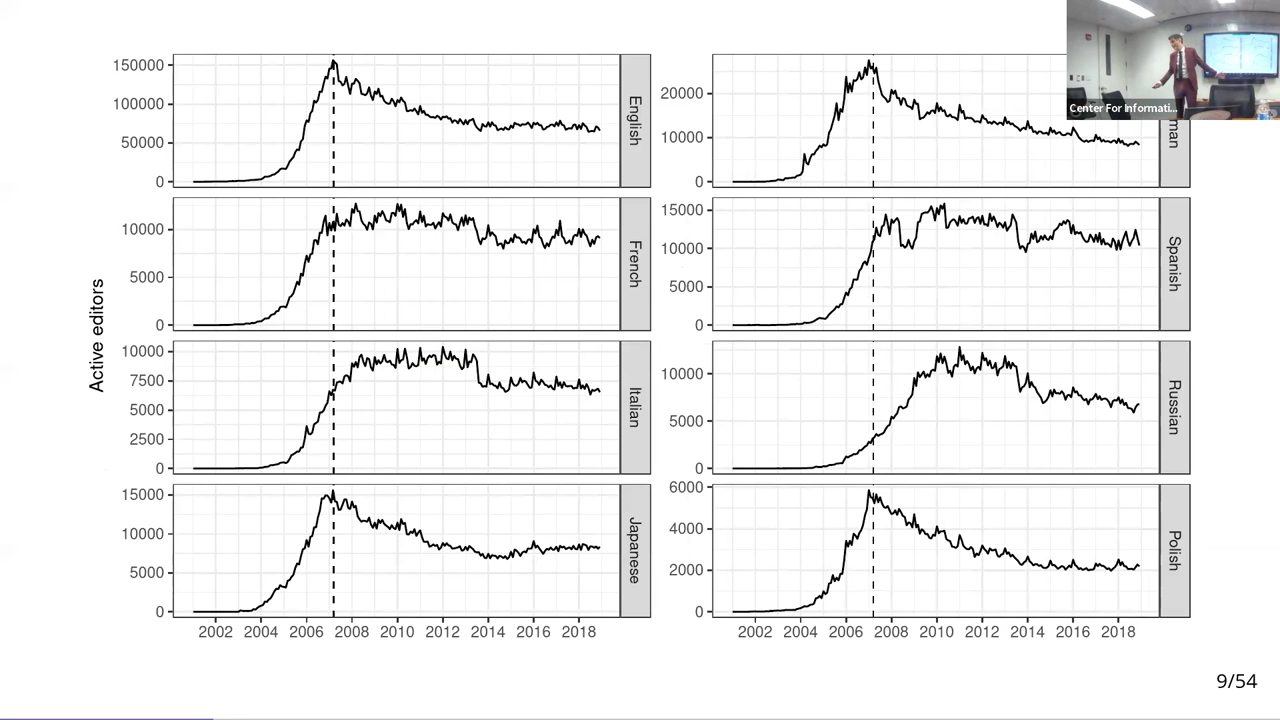 Active editors
150000
100000
50000
0
English
20000
10000
0
man
Center For Informati...
10000
5000
0
French
15000
10000
5000
0
Spanish
10000
7500
5000
2500
0
Italian
10000
5000
0
Russian
15000
10000
5000
0
Japanese
6000
4000
2000
0
Polish
2002 2004 2006 2008 2010 2012 2014 2016 2018
2002 2004 2006 2008 2010 2012 2014 2016 2018
9/54